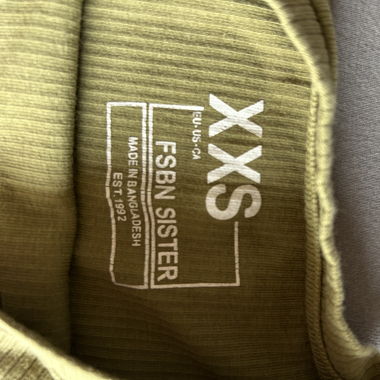 XXS
EU·US·CA
FSBN SISTER
MADE IN BANGLADESH
EST.1992